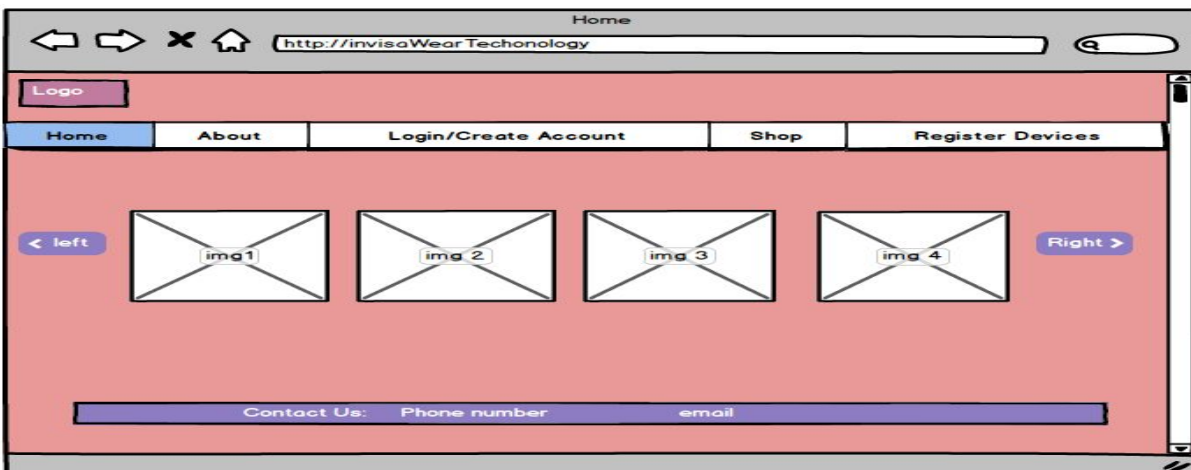 Home
http://invisaWearTechonology
Logo
Home About Login/Create Account Shop Register Devices
< left img1 img 2 img 3 img 4 Right >
Contact Us: Phone number email